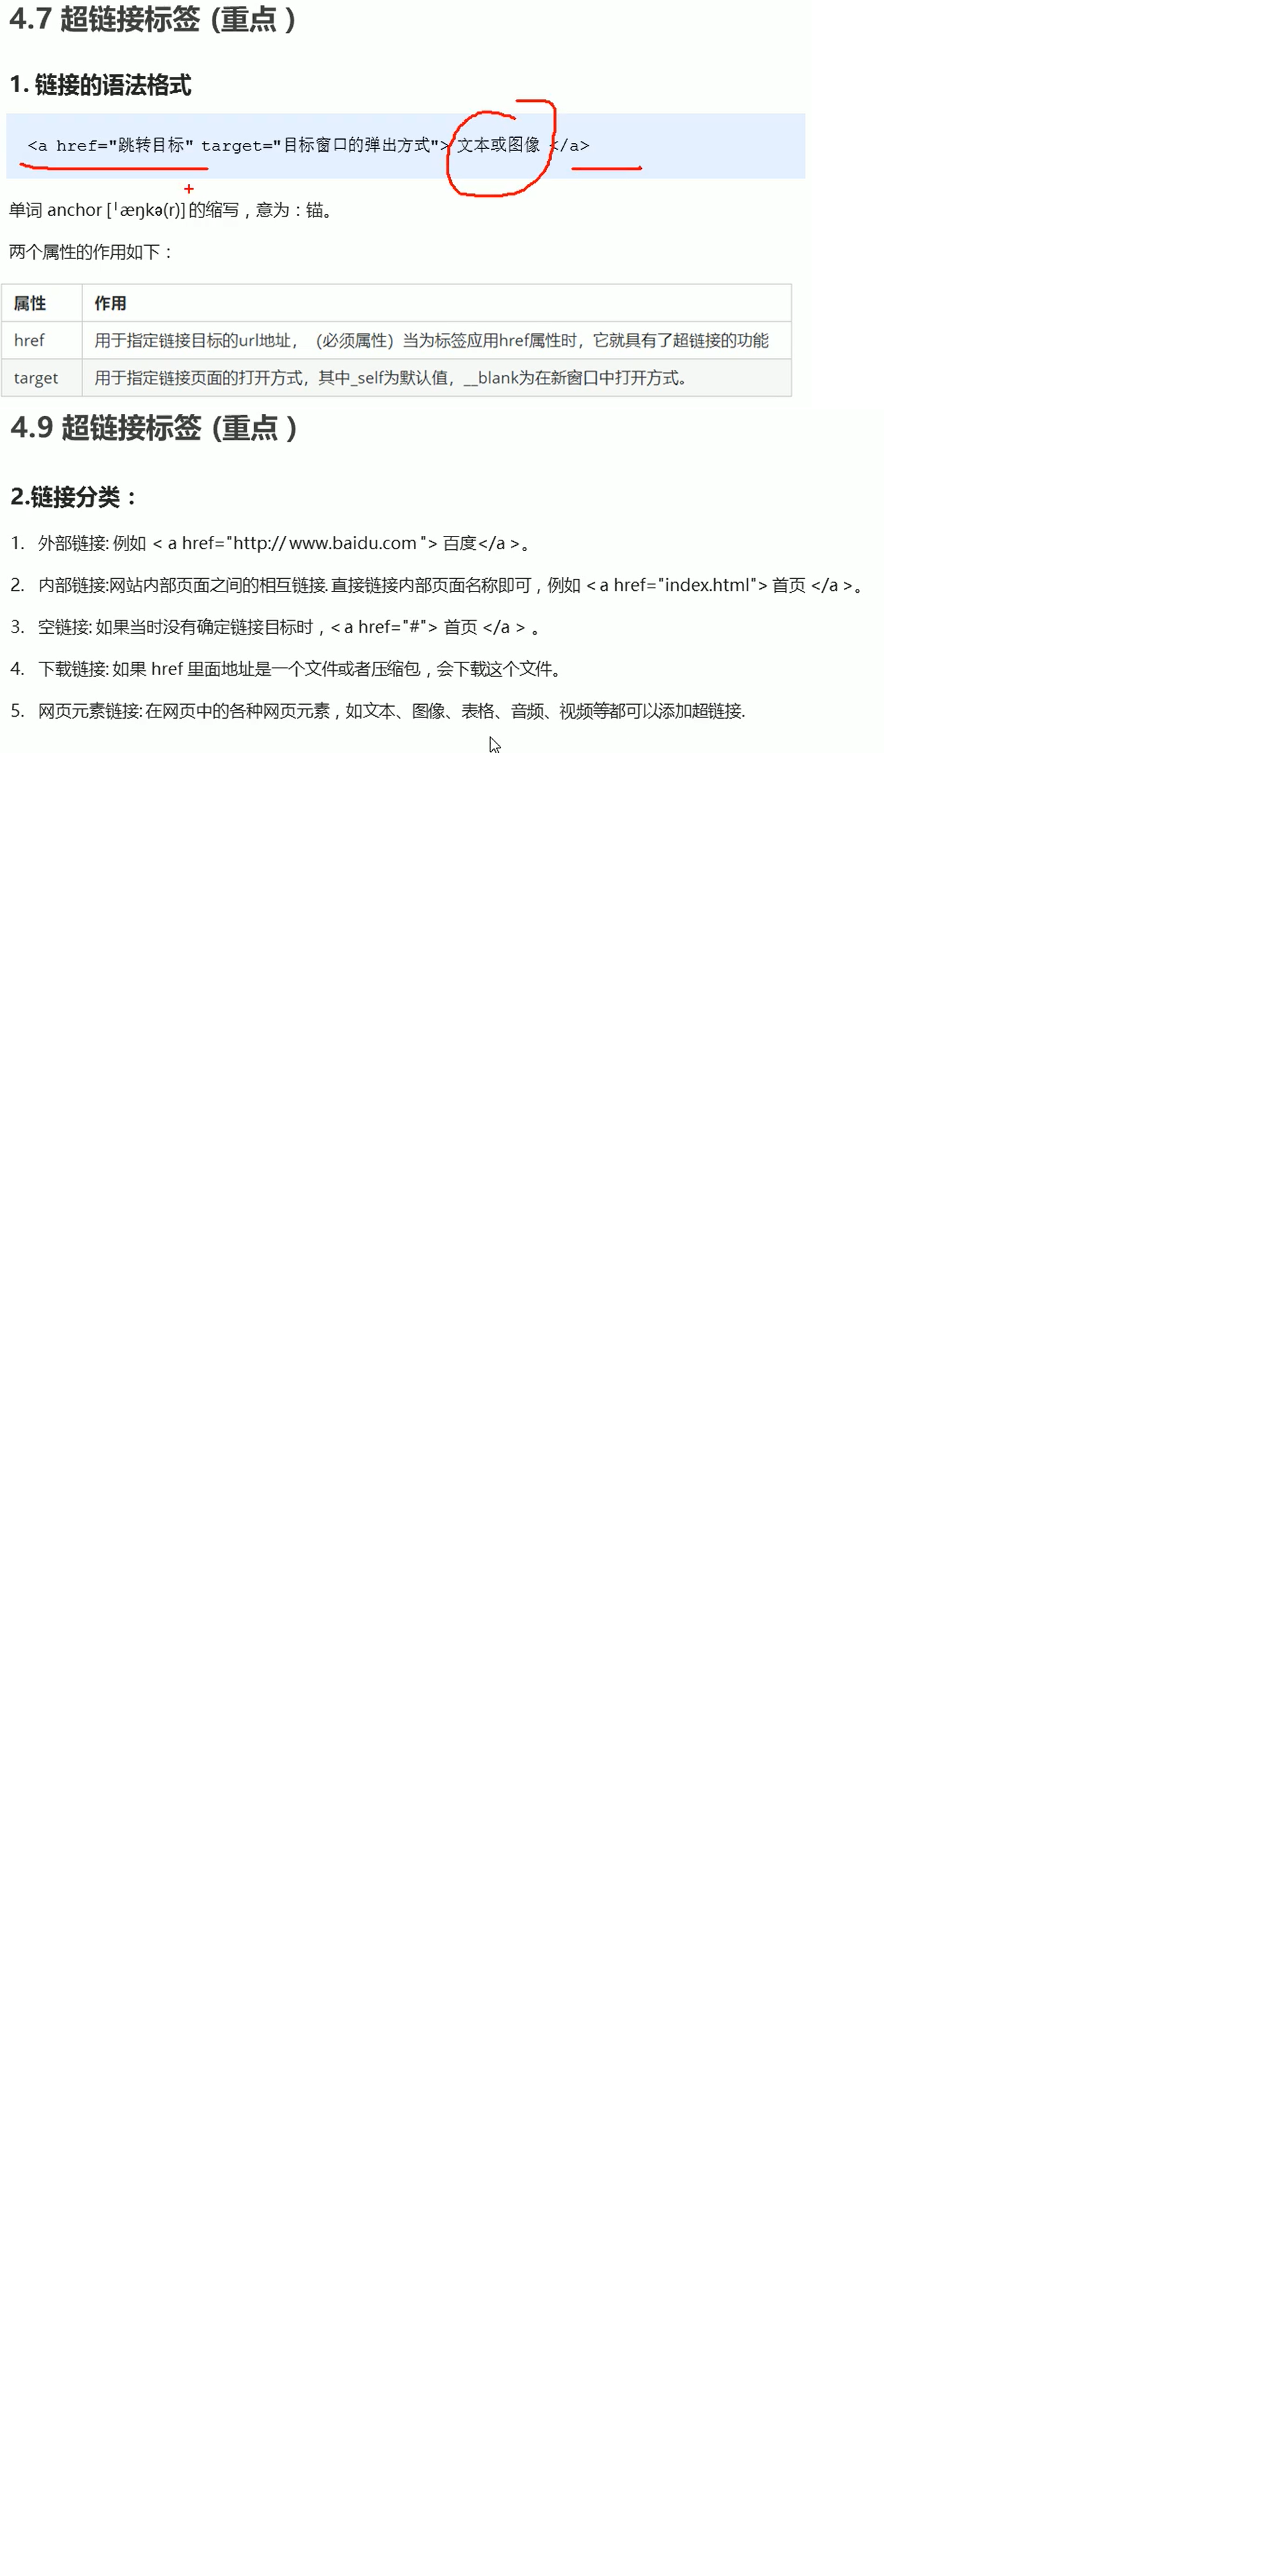 4.7 超链接标签 (重点 )
1. 链接的语法格式
<a href="跳转目标" target="目标窗口的弹出方式"> 文本或图像 </a>
单词 anchor [ˈæŋkə(r)] 的缩写，意为：锚。
两个属性的作用如下：
属性 作用
href 用于指定链接目标的url地址，（必须属性）当为标签应用href属性时，它就具有了超链接的功能
target 用于指定链接页面的打开方式，其中_self为默认值，__blank为在新窗口中打开方式。
4.9 超链接标签 (重点 )
2.链接分类：
1. 外部链接: 例如 < a href="http:// www.baidu.com "> 百度</a >。
2. 内部链接:网站内部页面之间的相互链接. 直接链接内部页面名称即可，例如 < a href="index.html"> 首页 </a >。
3. 空链接: 如果当时没有确定链接目标时，< a href="#"> 首页 </a > 。
4. 下载链接: 如果 href 里面地址是一个文件或者压缩包，会下载这个文件。
5. 网页元素链接: 在网页中的各种网页元素，如文本、图像、表格、音频、视频等都可以添加超链接.